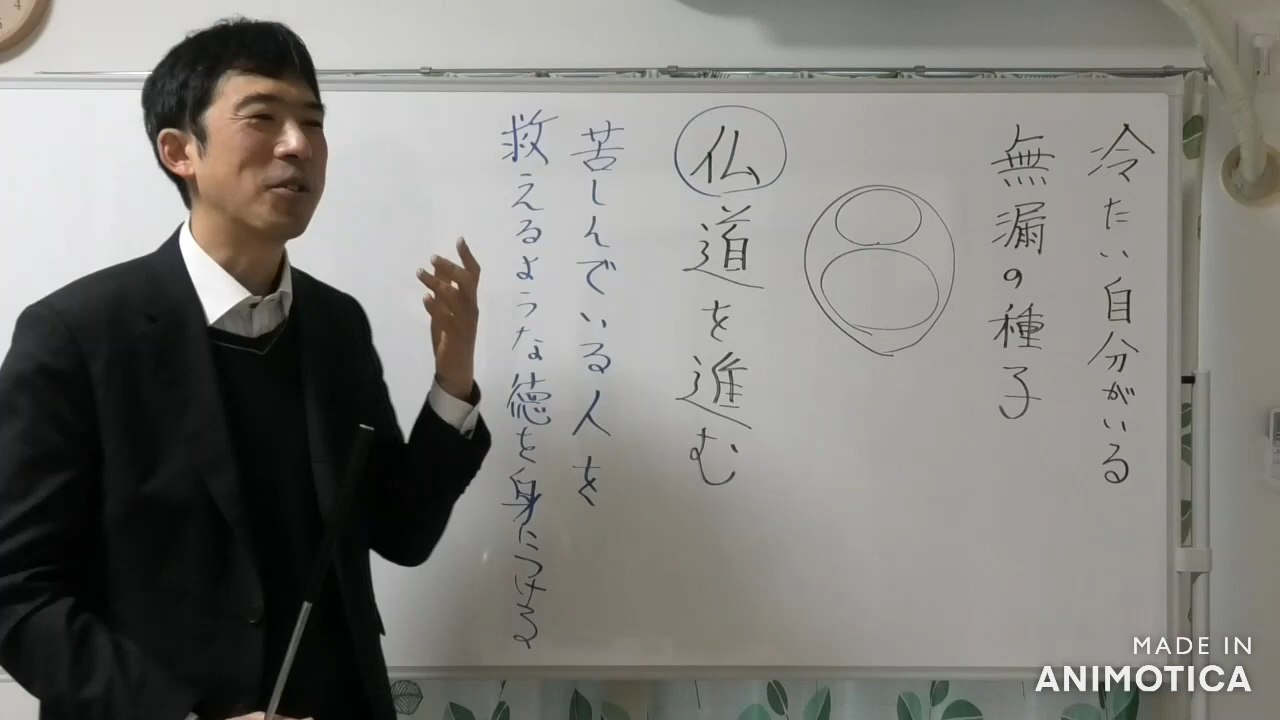 冷たい自分がいる
無漏の種子
仏道を進む
苦しんでいる人を
救えるような徳を身につける
MADE IN
ANIMOTICA